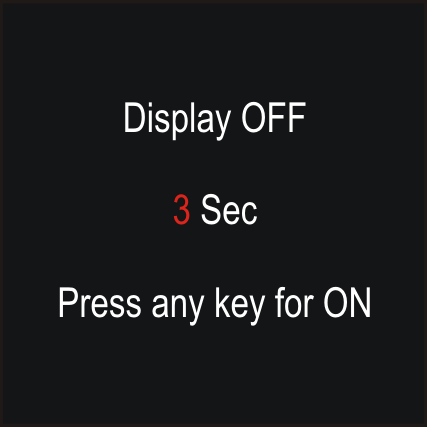 Display OFF
3 Sec
Press any key for ON